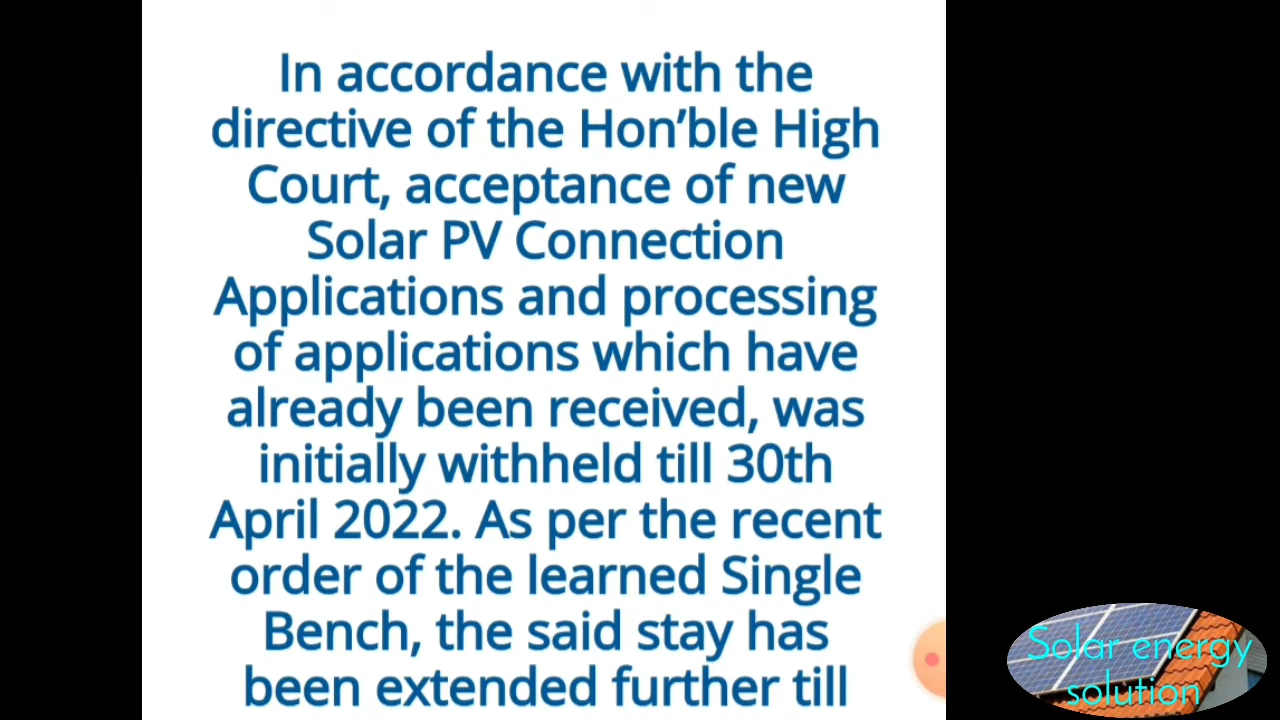 In accordance with the
directive of the Hon’ble High
Court, acceptance of new
Solar PV Connection
Applications and processing
of applications which have
already been received, was
initially withheld till 30th
April 2022. As per the recent
order of the learned Single
Bench, the said stay has
been extended further till
Solar energy
solution